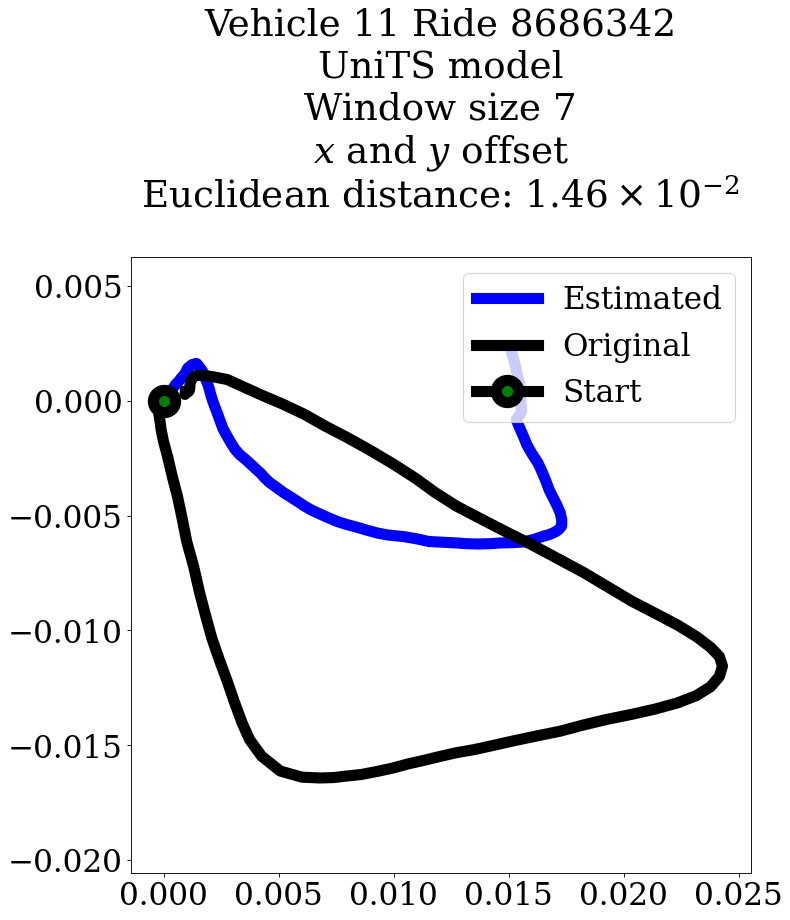 Vehicle 11 Ride 8686342
UniTS model
Window size 7
x and y offset
Euclidean distance: 1.46 × 10⁻²
0.005
0.000
−0.005
−0.010
−0.015
−0.020
Estimated
Original
Start
0.000 0.005 0.010 0.015 0.020 0.025